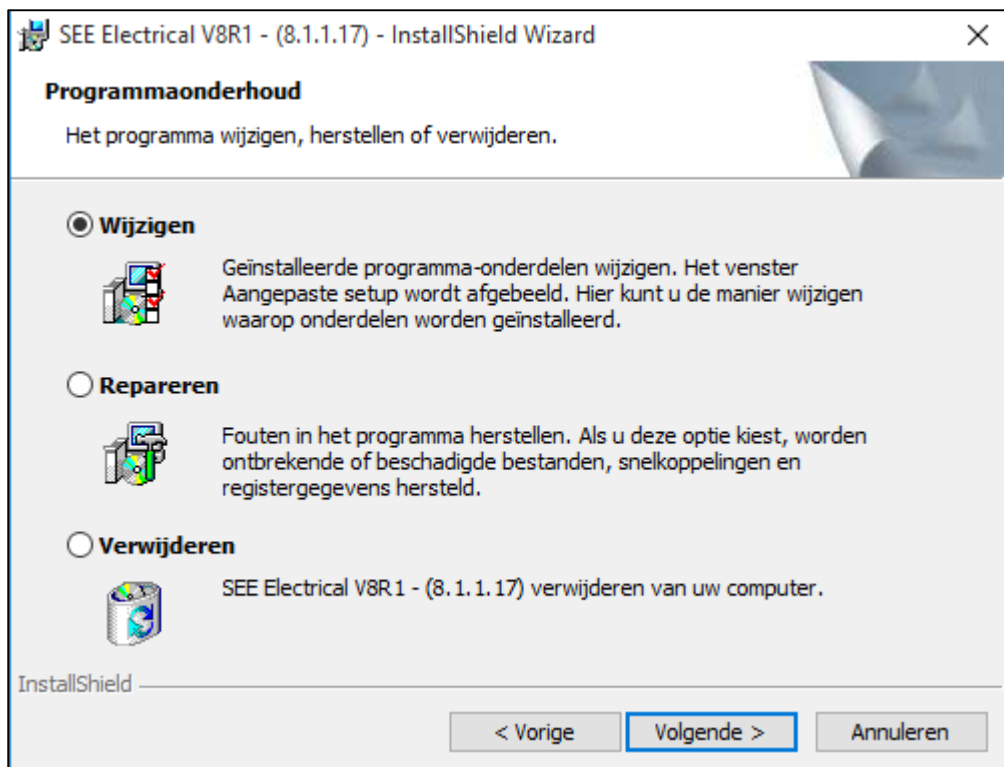 SEE Electrical V8R1 - (8.1.1.17) - InstallShield Wizard
Programmaonderhoud
Het programma wijzigen, herstellen of verwijderen.
Wijzigen
Geïnstalleerde programma-onderdelen wijzigen. Het venster
Aangepaste setup wordt afgebeeld. Hier kunt u de manier wijzigen
waarop onderdelen worden geïnstalleerd.
Repareren
Fouten in het programma herstellen. Als u deze optie kiest, worden
ontbrekende of beschadigde bestanden, snelkoppelingen en
registergegevens hersteld.
Verwijderen
SEE Electrical V8R1 - (8.1.1.17) verwijderen van uw computer.
InstallShield
< Vorige
Volgende >
Annuleren